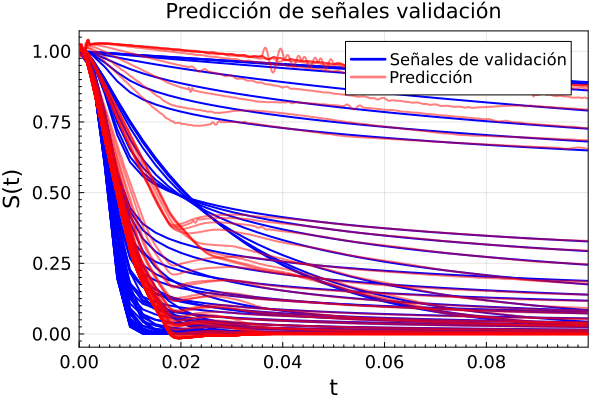 Predicción de señales validación
Señales de validación
Predicción
S(t)
1.00
0.75
0.50
0.25
0.00
0.00 0.02 0.04 0.06 0.08
t